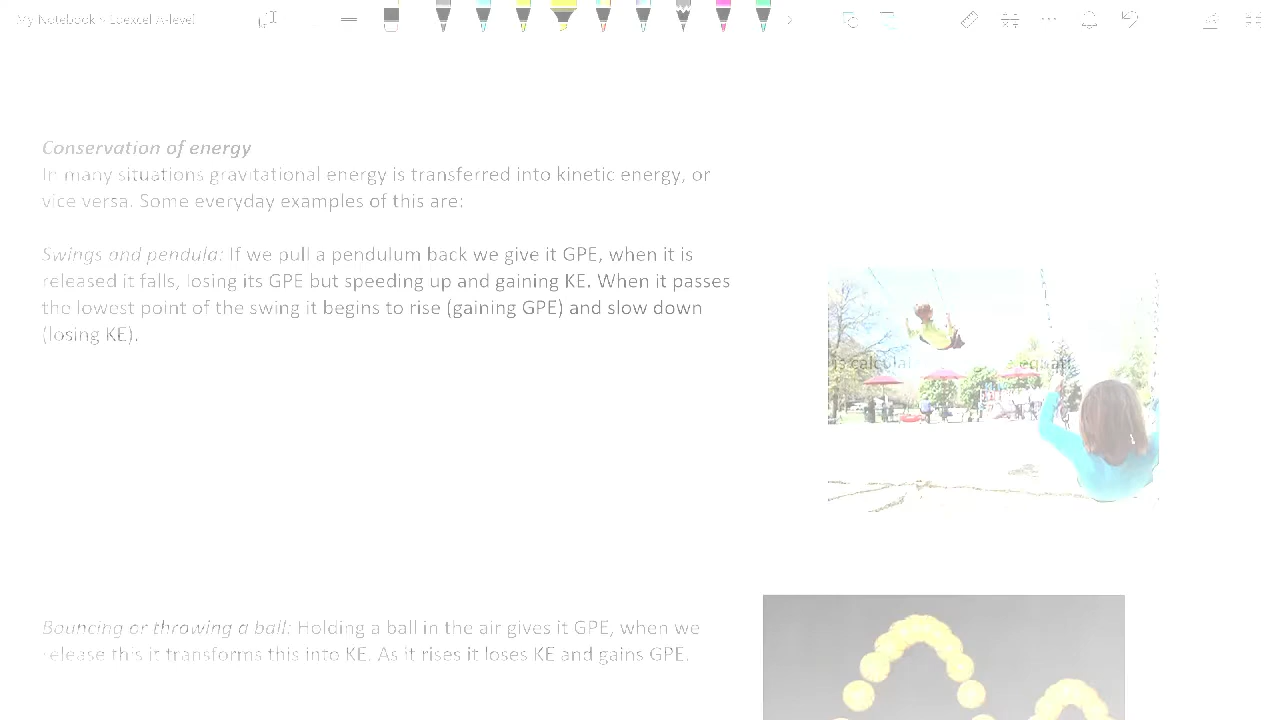 My Notebook > Edexcel A-level
Conservation of energy
In many situations gravitational energy is transferred into kinetic energy, or
vice versa. Some everyday examples of this are:
Swings and pendula: If we pull a pendulum back we give it GPE, when it is
released it falls, losing its GPE but speeding up and gaining KE. When it passes
the lowest point of the swing it begins to rise (gaining GPE) and slow down
(losing KE).
is
Bouncing or throwing a ball: Holding a ball in the air gives it GPE, when we
release this it transforms this into KE. As it rises it loses KE and gains GPE.